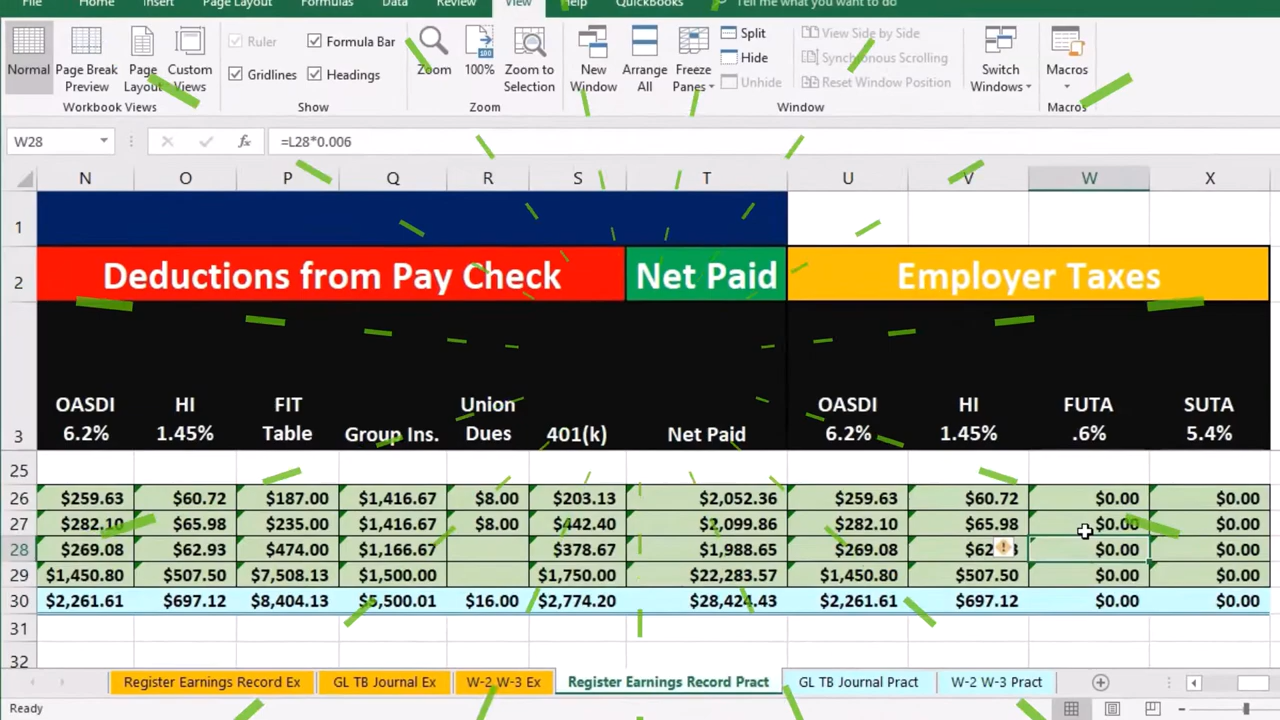 File Home Insert Page Layout Formulas Data Review View Help QuickBooks Tell me what you want to do
Normal Page Break Preview Page Layout Custom Views
Ruler Formula Bar
Gridlines Headings
Zoom 100% Zoom to Selection
New Window Arrange All Freeze Panes
Split
Hide
Unhide
View Side by Side
Synchronous Scrolling
Reset Window Position
Switch Windows Macros
Workbook Views Show Zoom Window Macros
W28 fx =L28*0.006
N O P Q R S T U V W X
1
2 Deductions from Pay Check Net Paid Employer Taxes
OASDI HI FIT Union OASDI HI FUTA SUTA
3 6.2% 1.45% Table Group Ins. Dues 401(k) Net Paid 6.2% 1.45% .6% 5.4%
25
26 $259.63 $60.72 $187.00 $1,416.67 $8.00 $203.13 $2,052.36 $259.63 $60.72 $0.00 $0.00
27 $282.10 $65.98 $235.00 $1,416.67 $8.00 $442.40 $2,099.86 $282.10 $65.98 $0.00 $0.00
28 $269.08 $62.93 $474.00 $1,166.67 $378.67 $1,988.65 $269.08 $0.00 $0.00
29 $1,450.80 $507.50 $7,508.13 $1,500.00 $1,750.00 $22,283.57 $1,450.80 $507.50 $0.00 $0.00
30 $2,261.61 $697.12 $8,404.13 $5,500.01 $16.00 $2,774.20 $28,424.43 $2,261.61 $697.12 $0.00 $0.00
31
32
Register Earnings Record Ex GL TB Journal Ex W-2 W-3 Ex Register Earnings Record Pract GL TB Journal Pract W-2 W-3 Pract
Ready